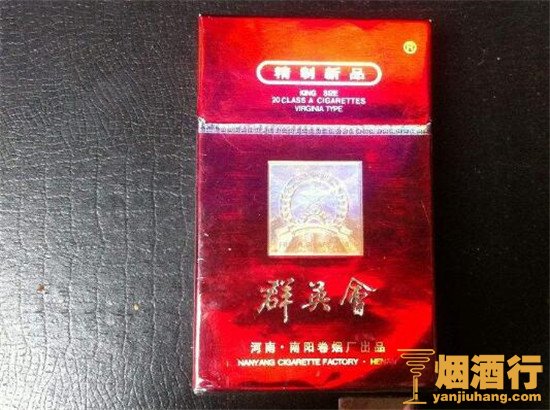 ®
精制新品
KING SIZE
20 CLASS A CIGARETTES
VIRGINIA TYPE
群英會
河南·南阳卷烟厂出品
NANYANG CIGARETTE FACTORY · HENAN
烟酒行
yanjiuhang.com